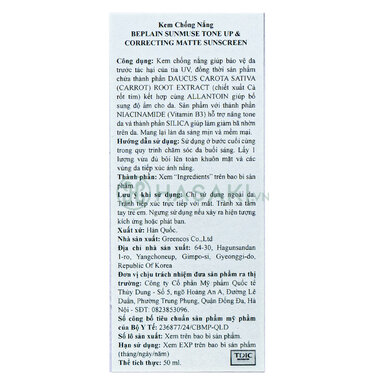 Kem Chống Nắng
BEPLAIN SUNMUSE TONE UP &
CORRECTING MATTE SUNSCREEN
Công dụng: Kem chống nắng giúp bảo vệ da
trước tác hại của tia UV, đồng thời sản phẩm
chứa thành phần DAUCUS CAROTA SATIVA
(CARROT) ROOT EXTRACT (chiết xuất Cà
rốt tím) kết hợp cùng ALLANTOIN giúp bổ
sung độ ẩm cho da. Sản phẩm với thành phần
NIACINAMIDE (Vitamin B3) hỗ trợ nâng tone
da và thành phần SILICA giúp làm giảm bã nhờn
trên da. Mang lại làn da sáng mịn và mềm mại.
Hướng dẫn sử dụng: Sử dụng ở bước cuối cùng
trong quy trình chăm sóc da buổi sáng. Lấy 1
lượng vừa đủ bôi lên toàn khuôn mặt và các
vùng da tiếp xúc ánh nắng.
Thành phần: Xem “Ingredients” trên bao bì sản
phẩm.
HASAKI.VN
Lưu ý khi sử dụng: Chỉ sử dụng ngoài da.
Tránh tiếp xúc trực tiếp với mắt. Tránh xa tầm
tay trẻ em. Ngưng sử dụng nếu xảy ra hiện tượng
kích ứng hoặc phát ban.
Xuất xứ: Hàn Quốc.
Nhà sản xuất: Greencos Co.,Ltd
Địa chỉ nhà sản xuất: 64-30, Hagunsandan
1-ro, Yangchoneup, Gimpo-si, Gyeonggi-do,
Republic Of Korea
Đơn vị chịu trách nhiệm đưa sản phẩm ra thị
trường: Công ty Cổ phần Mỹ phẩm Quốc tế
Thùy Dung - Số 5, ngõ Hoàng An A, Đường Lê
Duẩn, Phường Trung Phụng, Quận Đống Đa, Hà
Nội - SĐT: 0823853096
Số công bố tiêu chuẩn sản phẩm mỹ phẩm
của Bộ Y Tế: 236877/24/CBMP-QLD
Số lô sản xuất: Xem trên bao bì sản phẩm.
Hạn sử dụng: Xem EXP trên bao bì sản phẩm
(tháng/ngày/năm)
Thể tích thực: 50 ml.
TDIC